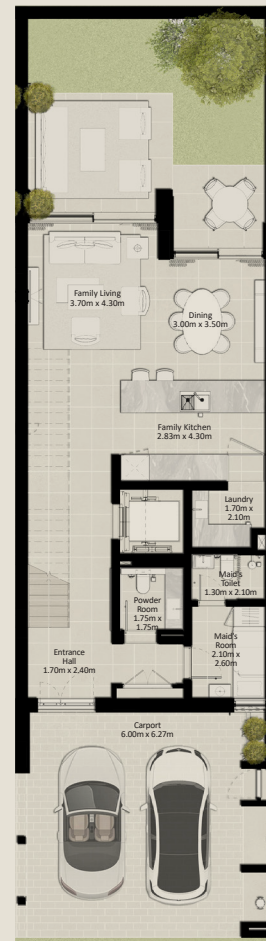 Family Living
3.70m x 4.30m
Dining
3.00m x 3.50m
Family Kitchen
2.83m x 4.30m
Laundry
1.70m x
2.10m
Maid's
Toilet
1.30m x 2.10m
Powder
Room
1.75m x
1.75m
Maid's
Room
2.10m x
2.60m
Entrance
Hall
1.70m x 2.40m
Carport
6.00m x 6.27m